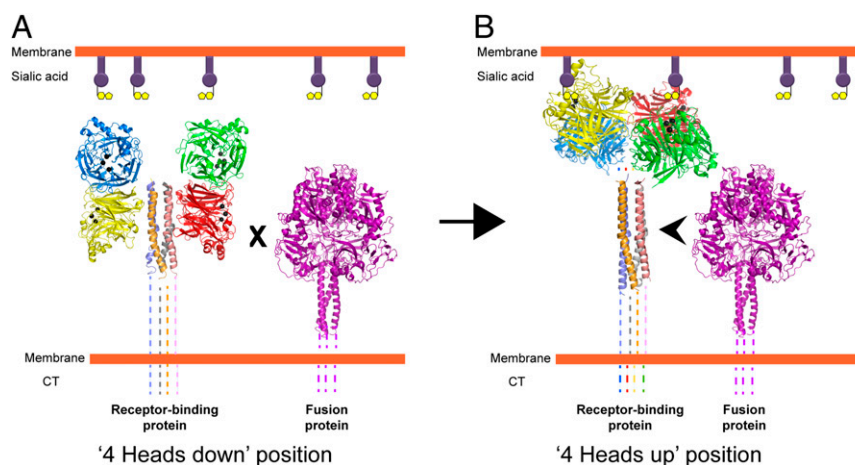 A
Membrane
Sialic acid
X
Membrane
CT
Receptor-binding
protein
Fusion
protein
'4 Heads down' position
B
Membrane
Sialic acid
Membrane
CT
Receptor-binding
protein
Fusion
protein
'4 Heads up' position